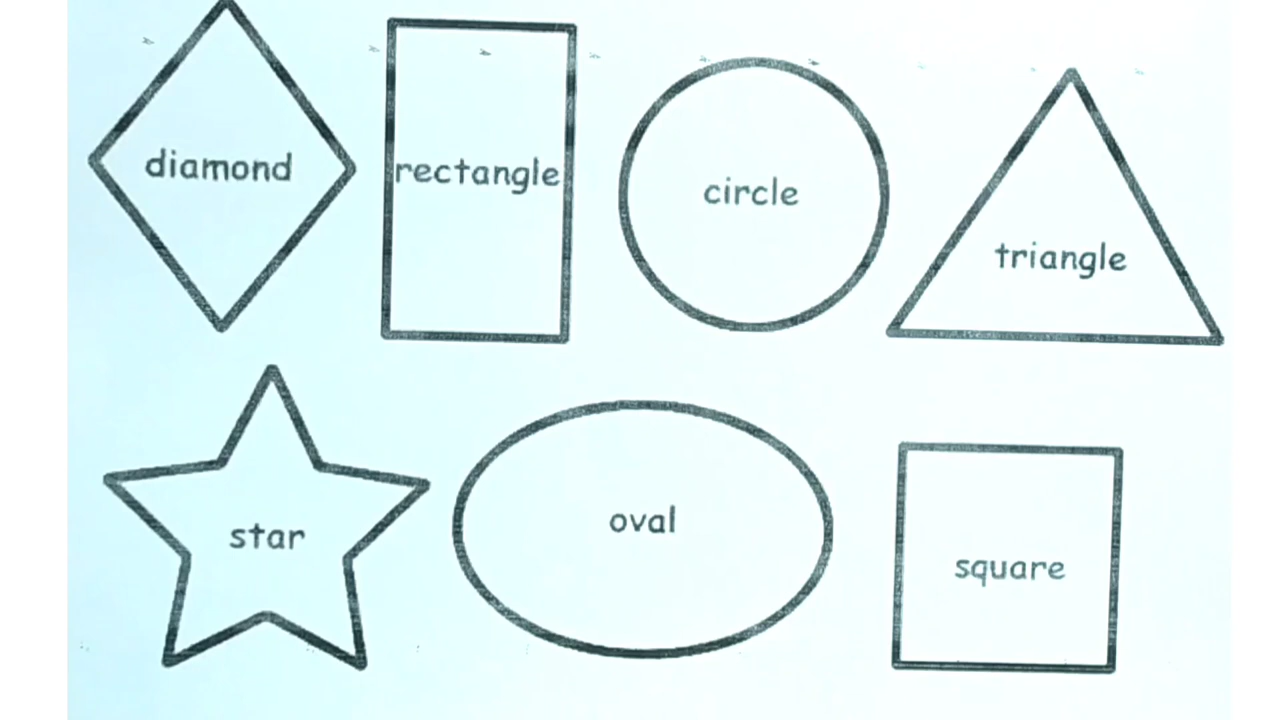 diamond
rectangle
circle
triangle
star
oval
square